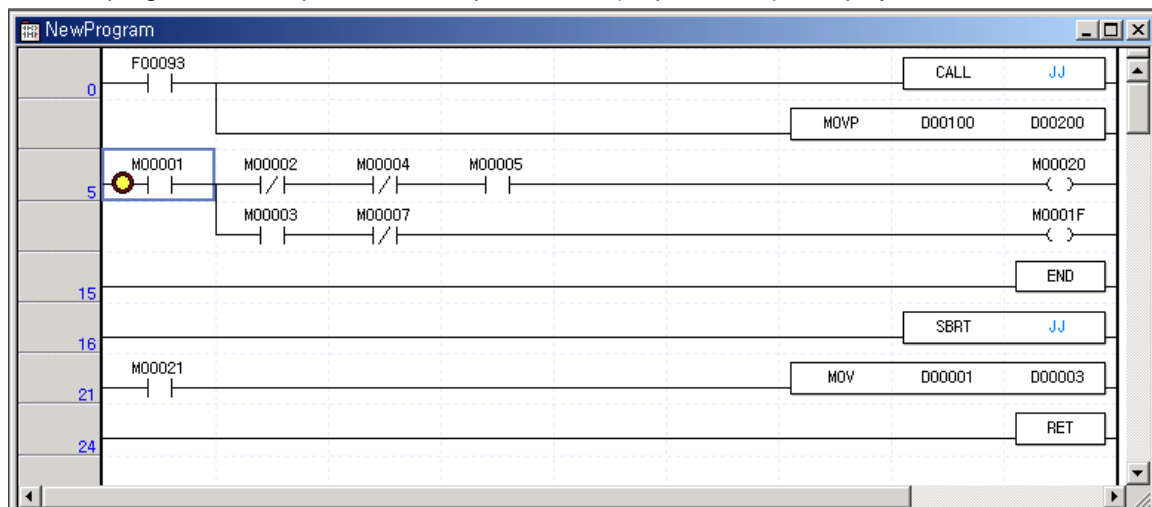 NewProgram
F00093
0 CALL JJ
MOVP D00100 D00200
M00001 M00002 M00004 M00005 M00020
5
M00003 M00007 M0001F
15 END
16 SBRT JJ
M00021
21 MOV D00001 D00003
24 RET